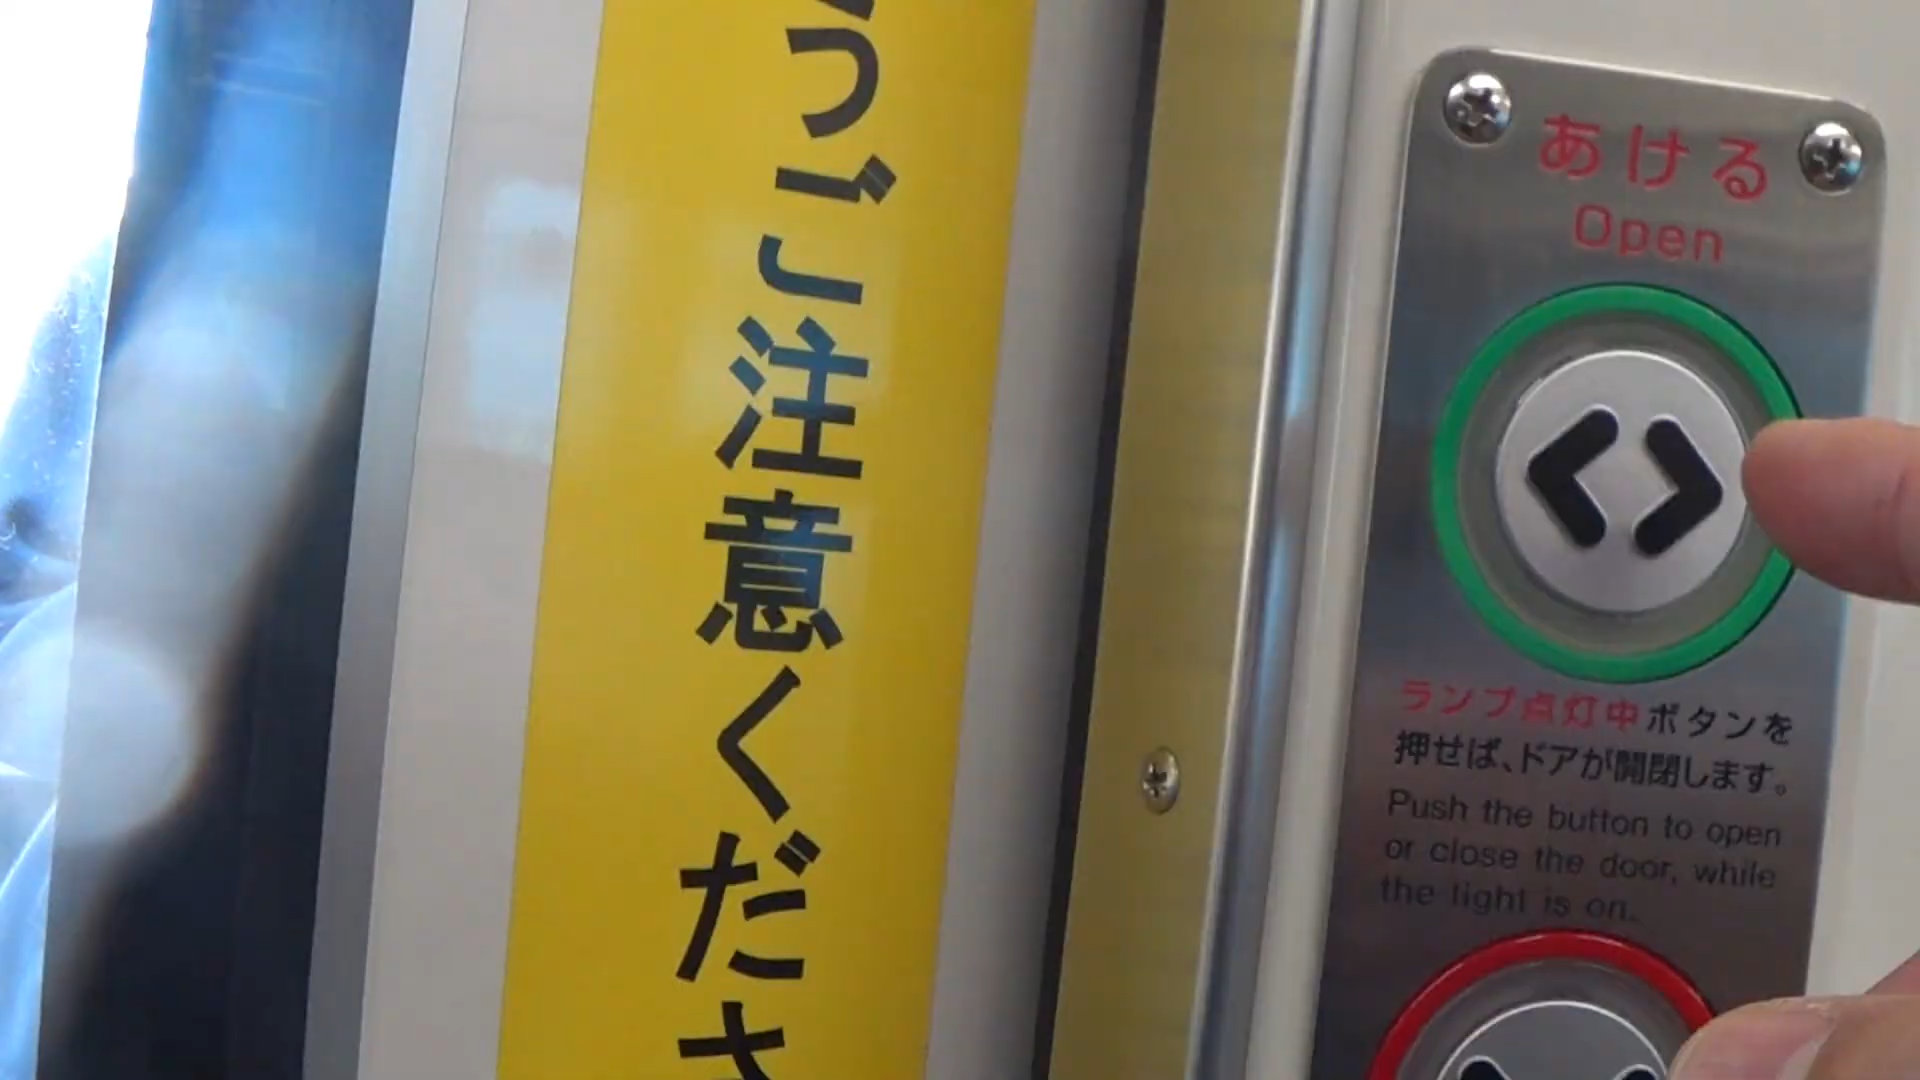 うご注意くださ
あける
Open
ランプ点灯中ボタンを
押せば、ドアが開閉します。
Push the button to open
or close the door, while
the light is on.